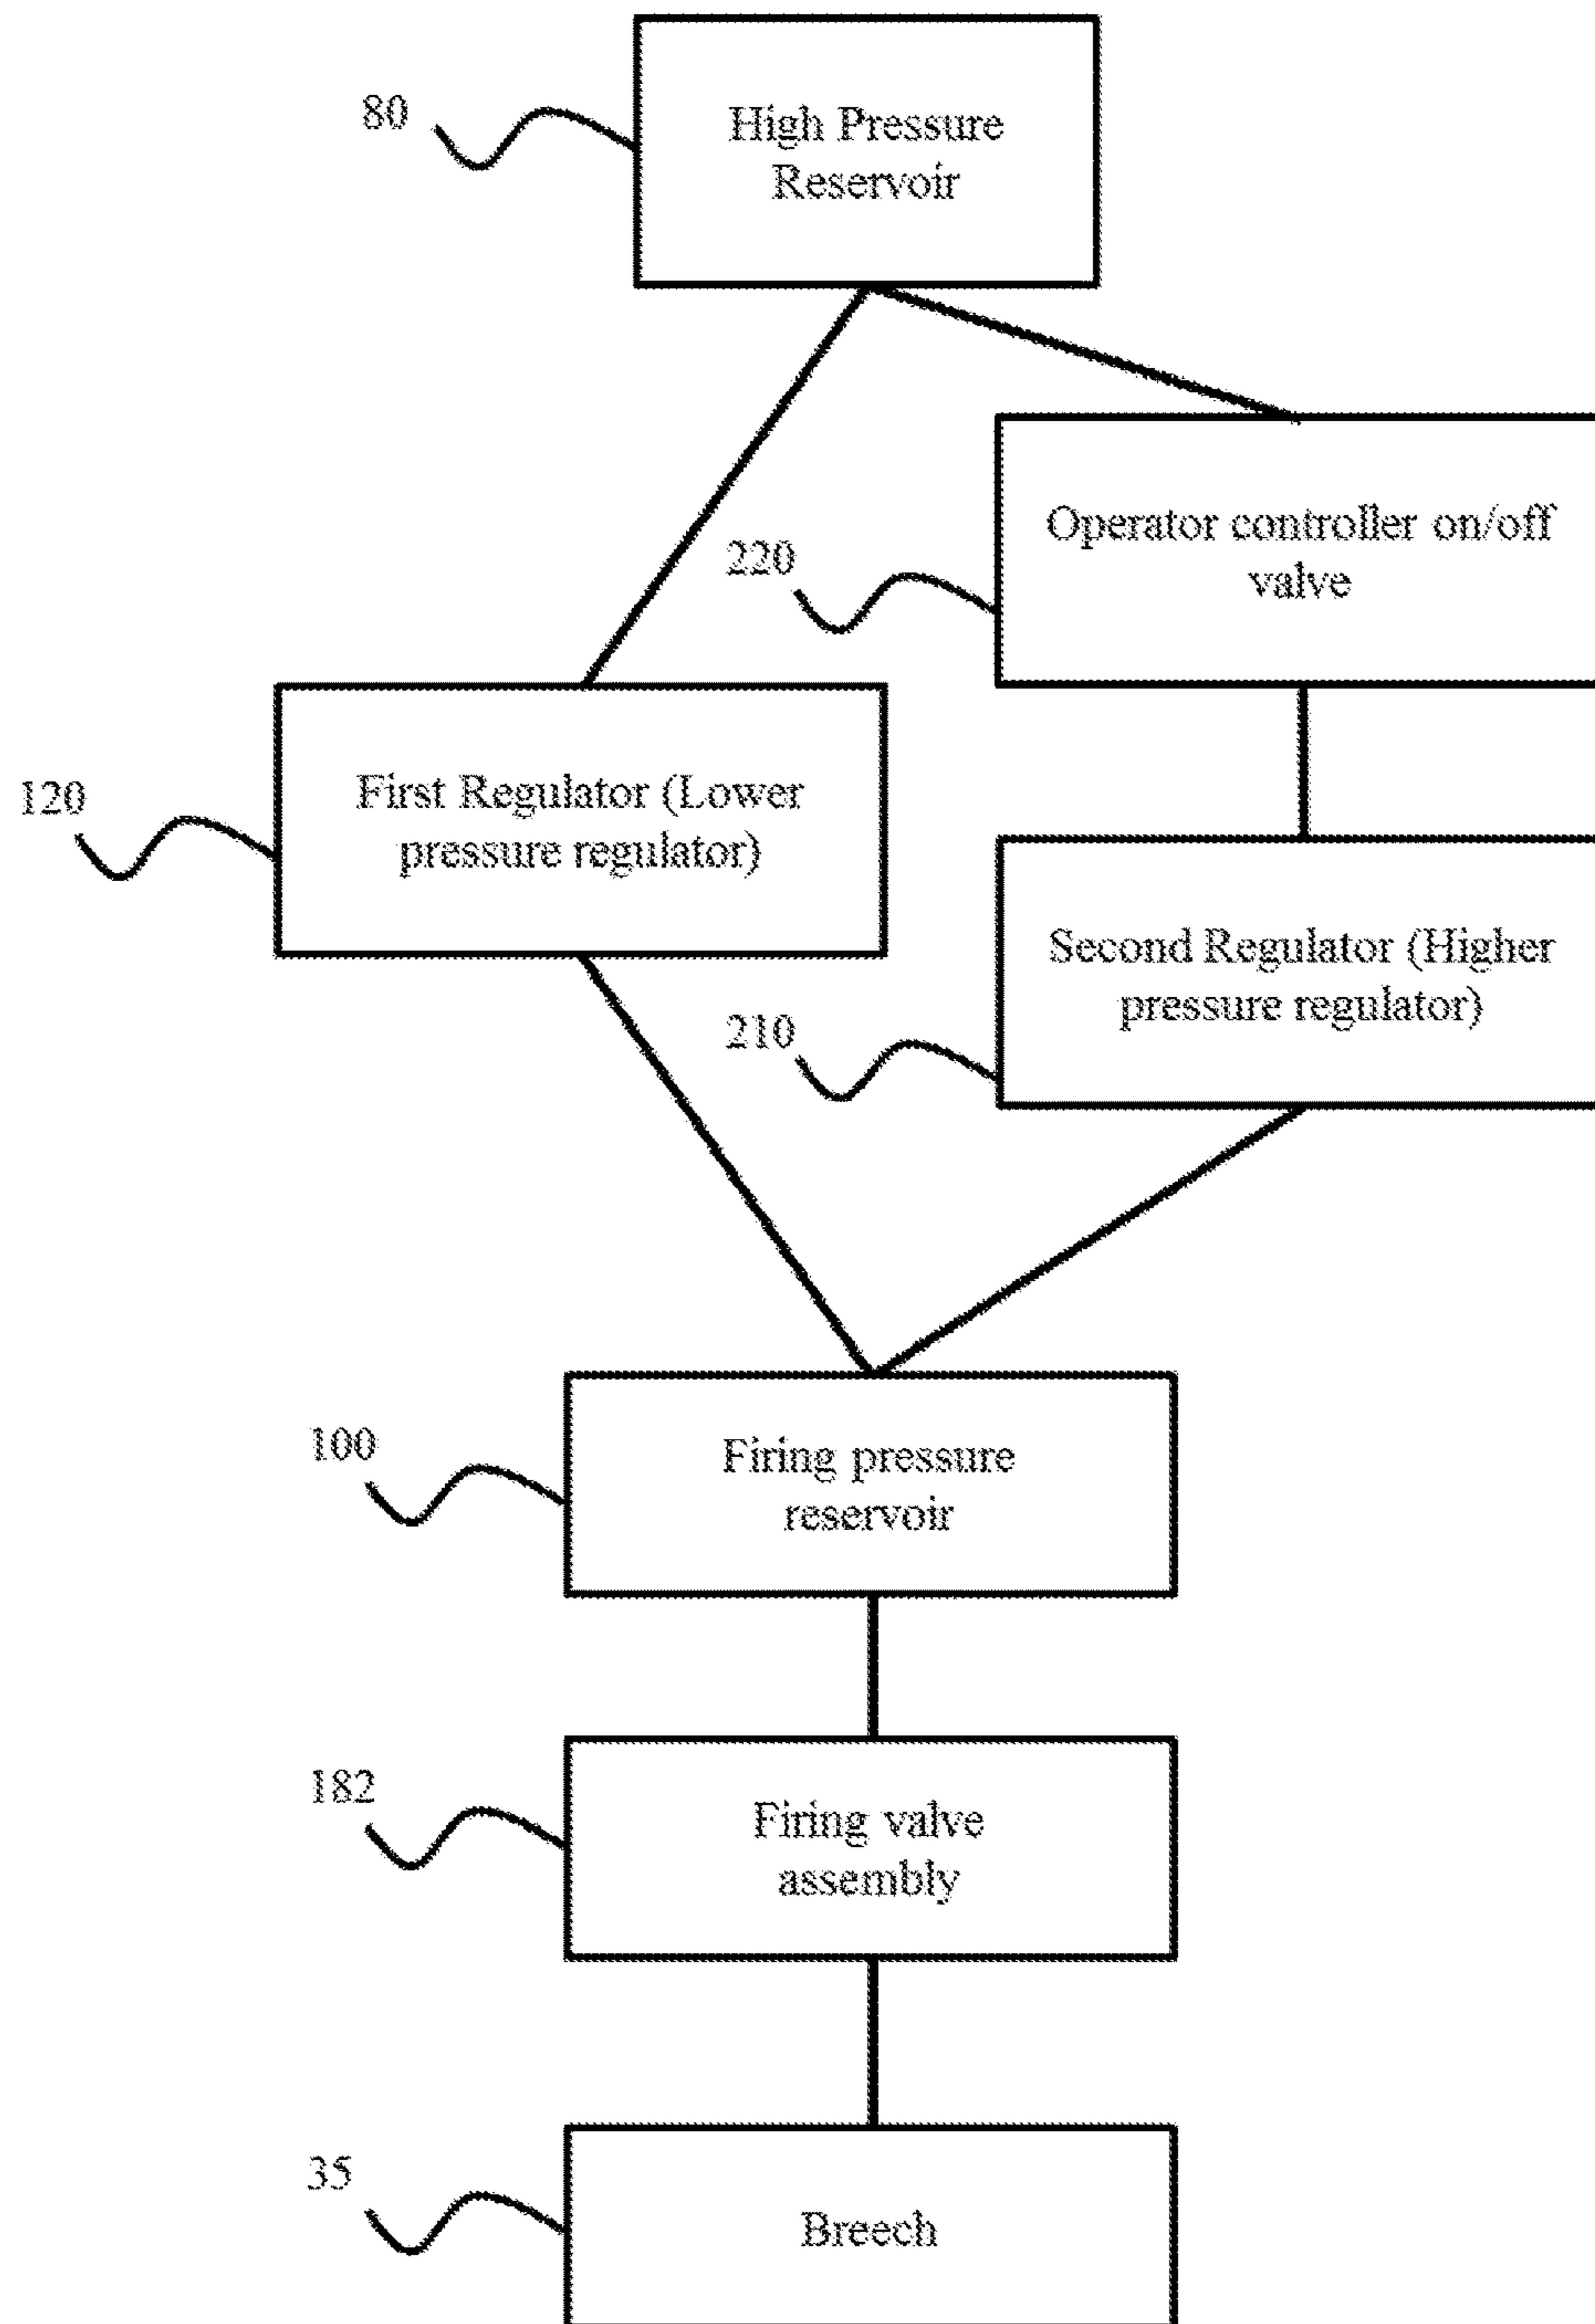 80
High Pressure
Reservoir
220
Operator controller on/off
valve
120
First Regulator (Lower
pressure regulator)
210
Second Regulator (Higher
pressure regulator)
100
Firing pressure
reservoir
182
Firing valve
assembly
35
Breech